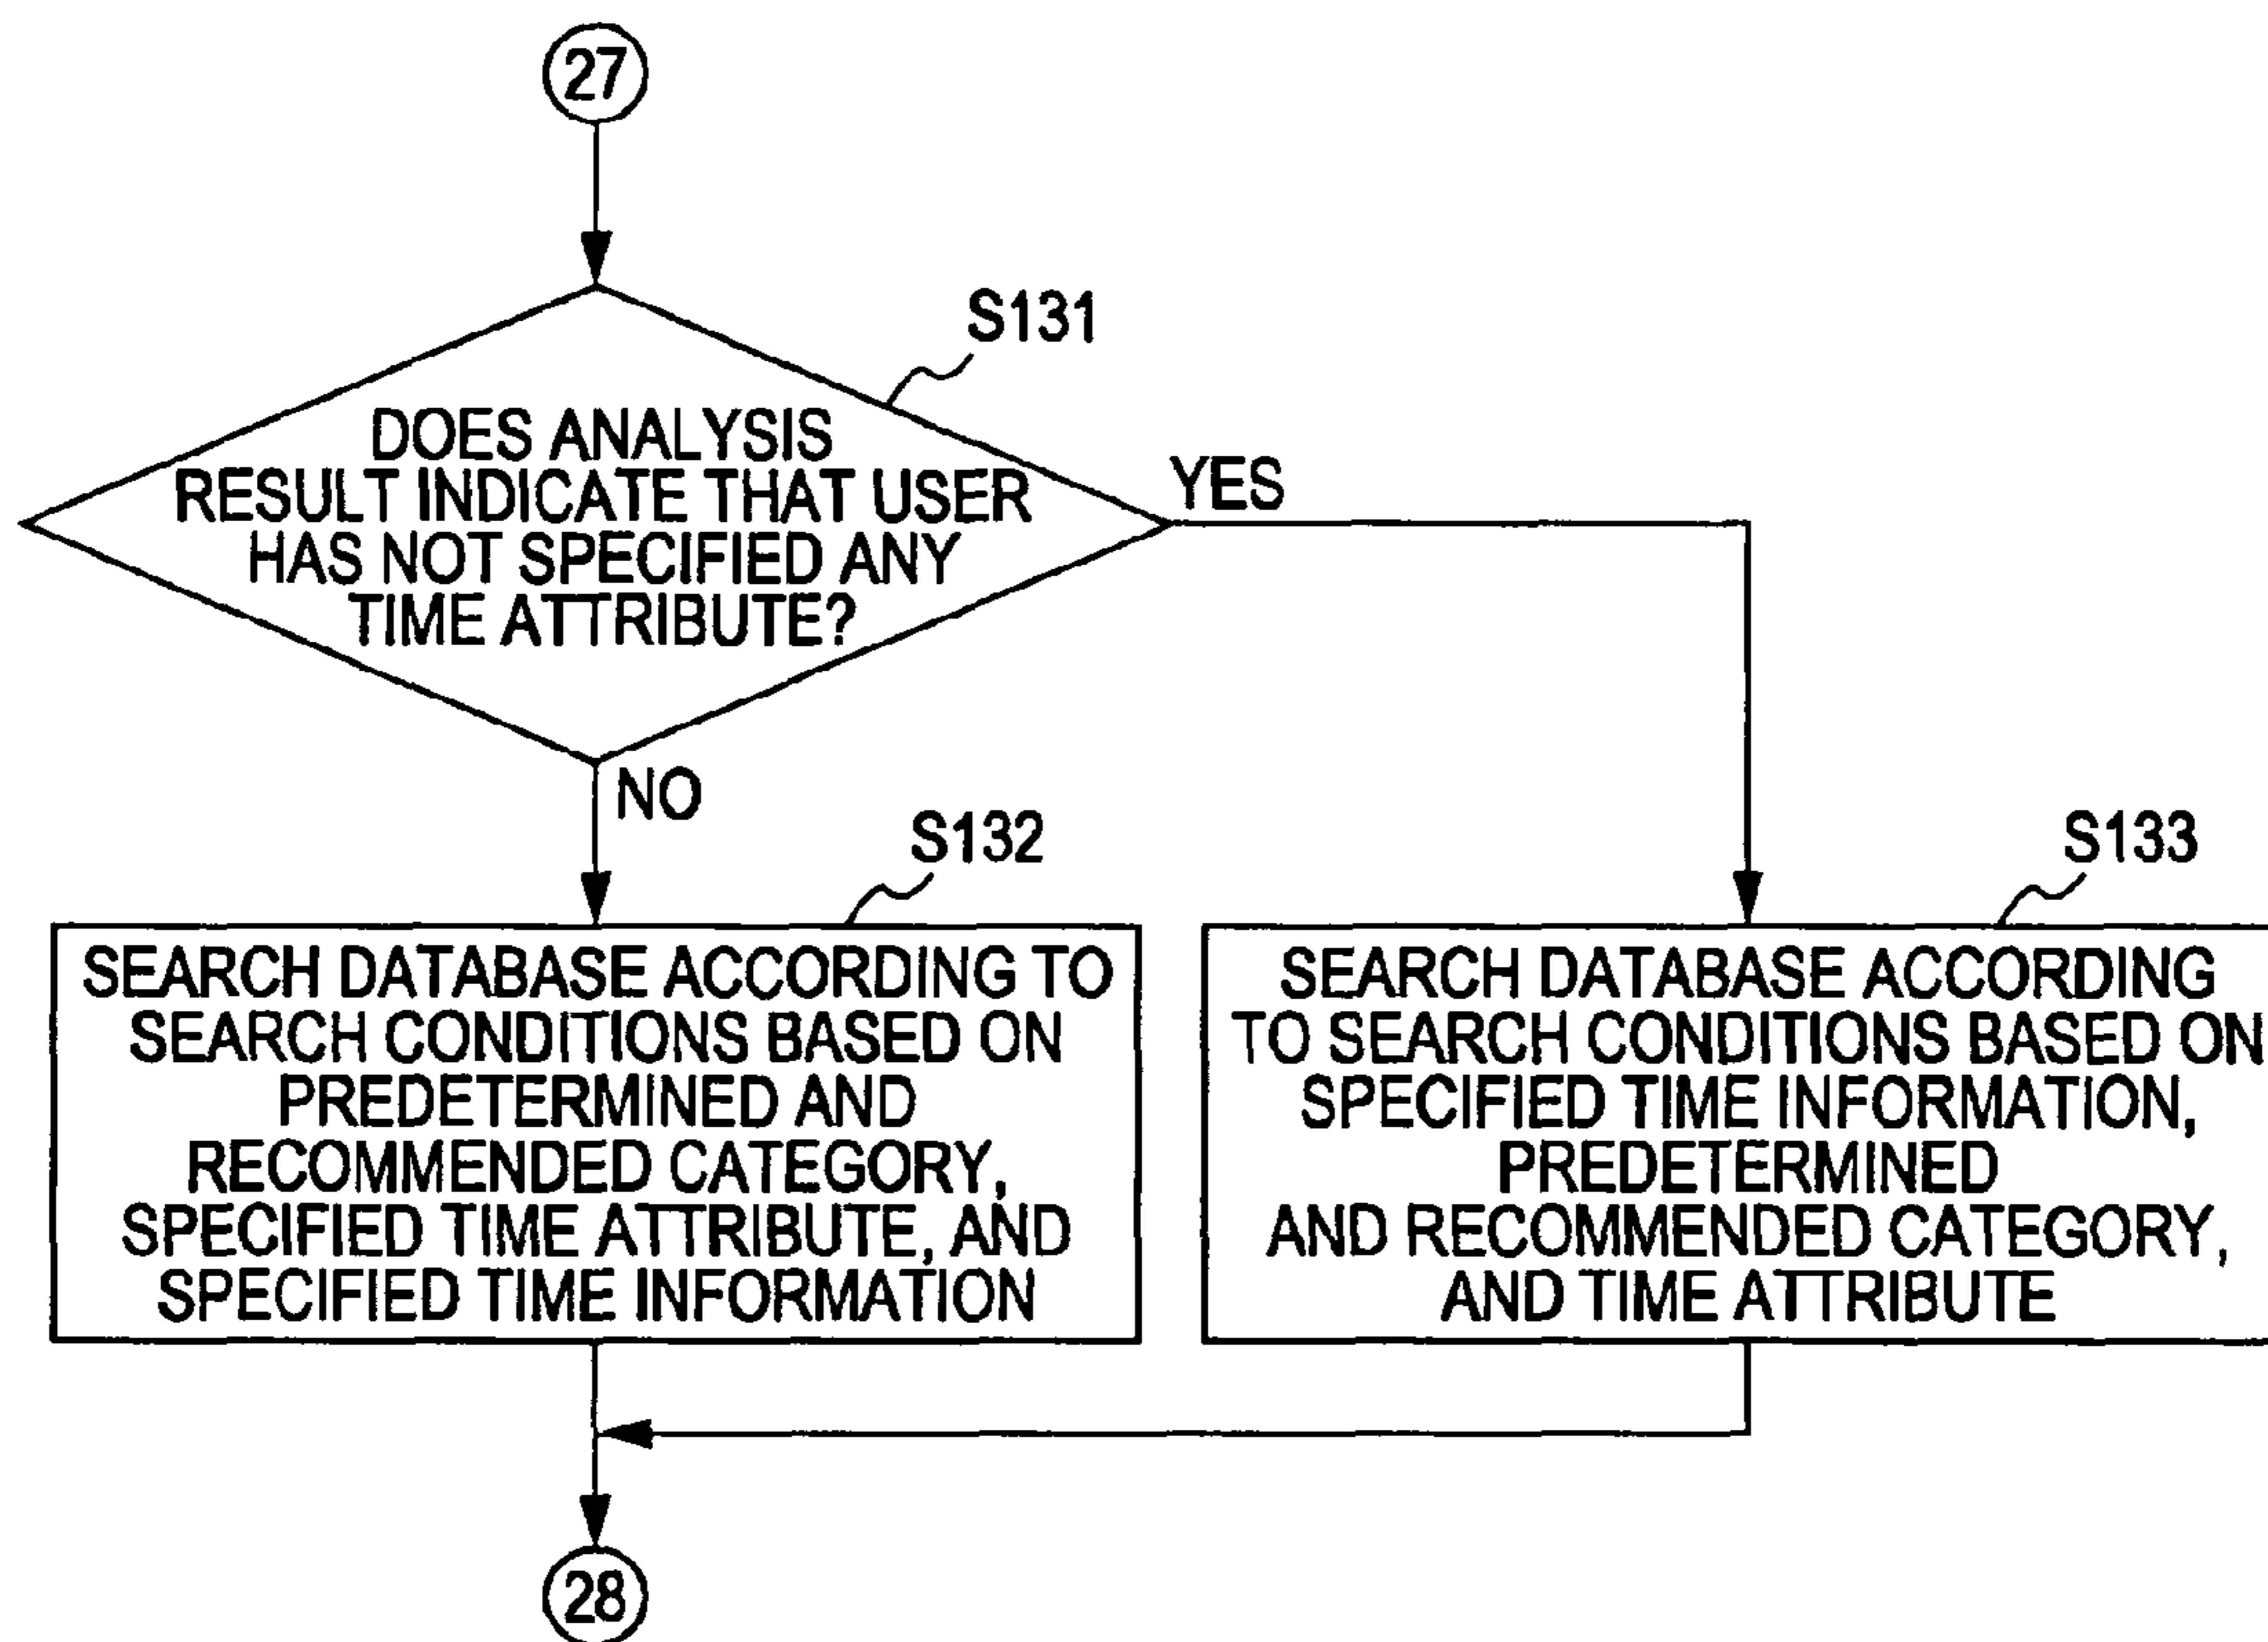 27
S131
DOES ANALYSIS
RESULT INDICATE THAT USER
HAS NOT SPECIFIED ANY
TIME ATTRIBUTE?
YES
NO
S132
SEARCH DATABASE ACCORDING TO
SEARCH CONDITIONS BASED ON
PREDETERMINED AND
RECOMMENDED CATEGORY,
SPECIFIED TIME ATTRIBUTE, AND
SPECIFIED TIME INFORMATION
S133
SEARCH DATABASE ACCORDING
TO SEARCH CONDITIONS BASED ON
SPECIFIED TIME INFORMATION,
PREDETERMINED
AND RECOMMENDED CATEGORY,
AND TIME ATTRIBUTE
28